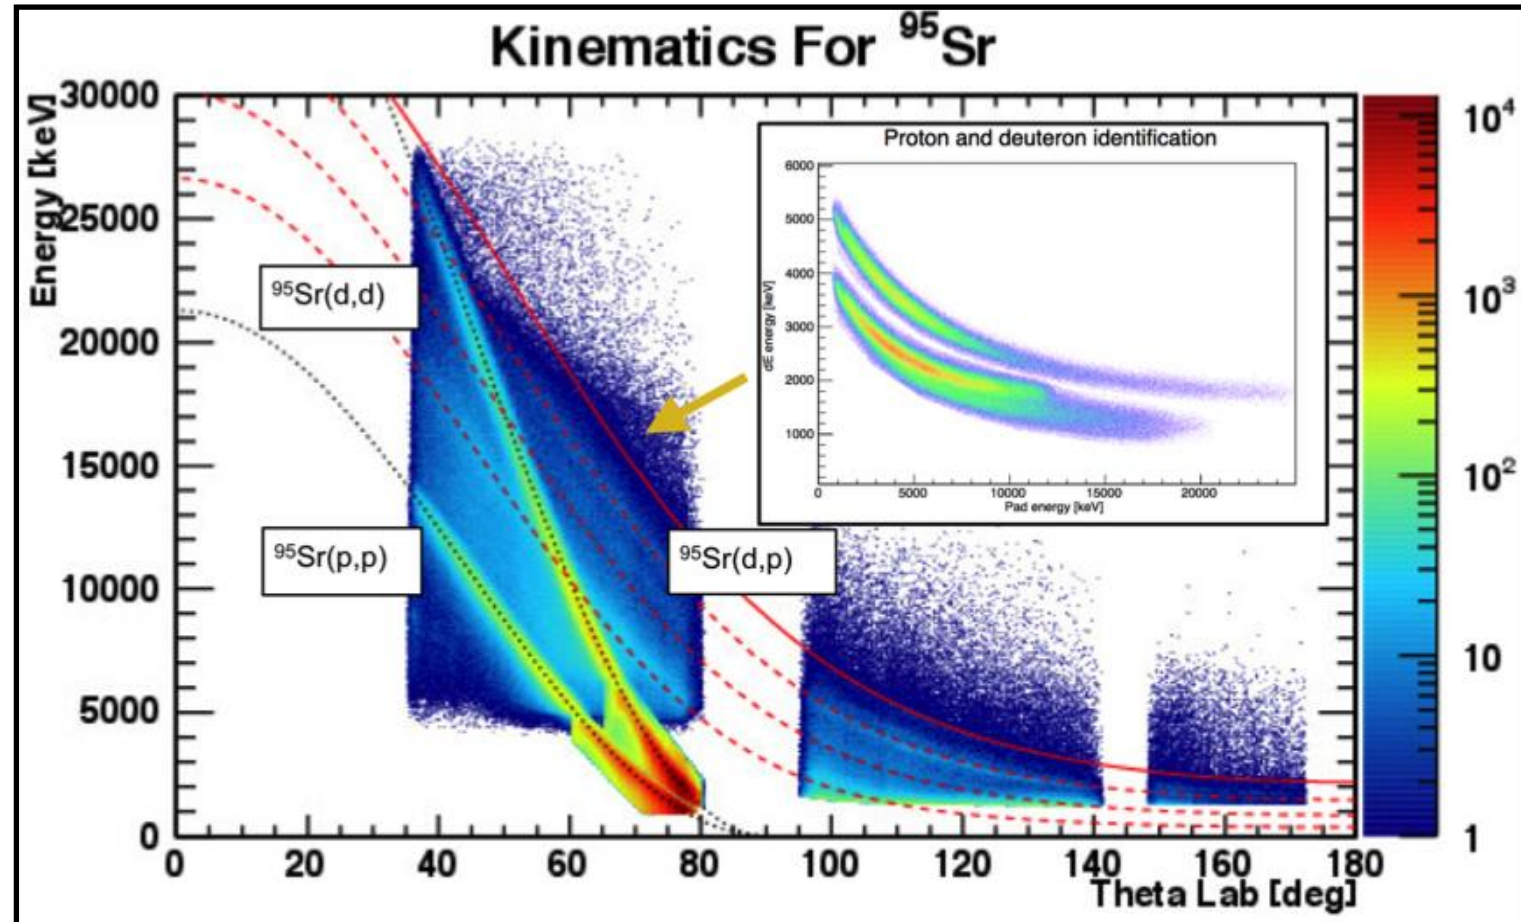 Kinematics For ⁹⁵Sr
Energy [keV]
30000
25000
20000
15000
10000
5000
0
0 20 40 60 80 100 120 140 160 180
Theta Lab [deg]
⁹⁵Sr(d,d)
⁹⁵Sr(p,p)
⁹⁵Sr(d,p)
Proton and deuteron identification
dE energy [keV]
6000
5000
4000
3000
2000
1000
0 5000 10000 15000 20000
Pad energy [keV]
10⁴
10³
10²
10
1